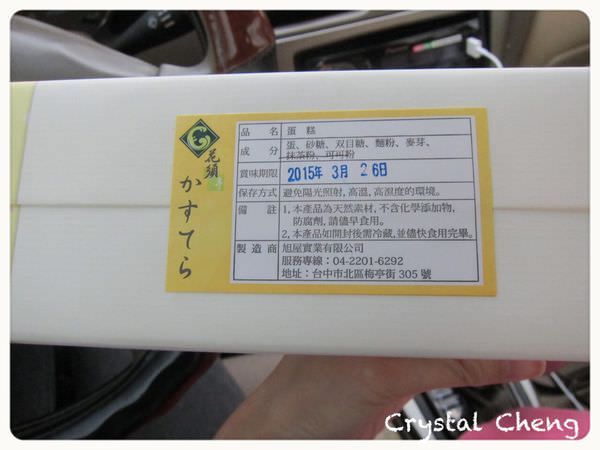 花頭
かすてら
品名 蛋糕
成分 蛋、砂糖、双目糖、麵粉、麥芽、
抹茶粉，可可粉
賞味期限 2015年 3月 26日
保存方式 避免陽光照射，高溫，高濕度的環境。
備註 1，本產品為天然素材，不含化學添加物，
防腐劑，請儘早食用。
2，本產品如開封後需冷藏，並儘快食用完畢。
製造商 旭屋實業有限公司
服務專線：04-2201-6292
地址：台中市北區梅亭街 305 號
Crystal Cheng